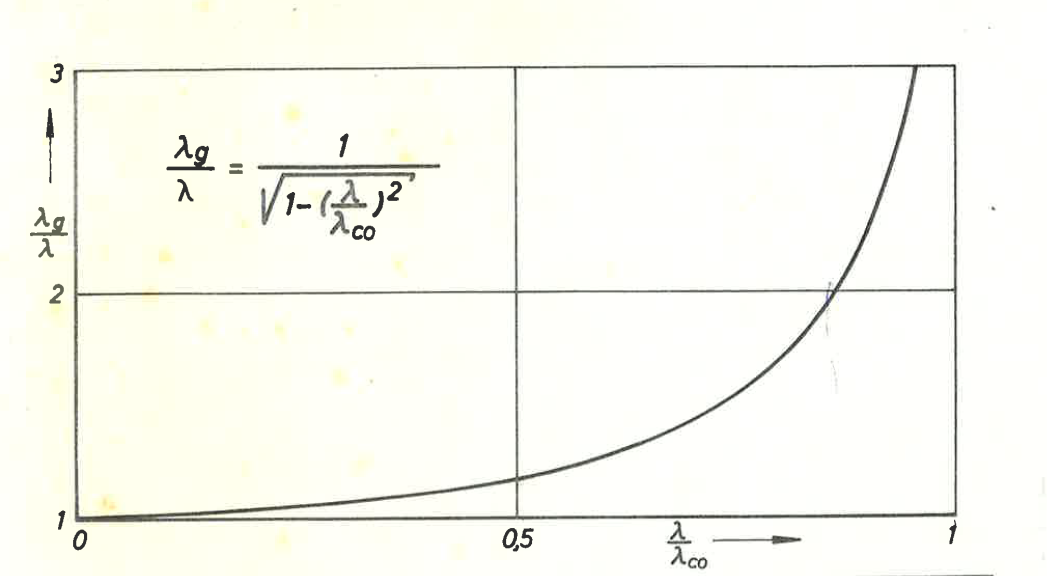 3
λg/λ = 1/√(1-(λ/λco)²)
λg/λ
2
1
0 0,5 λ/λco 1